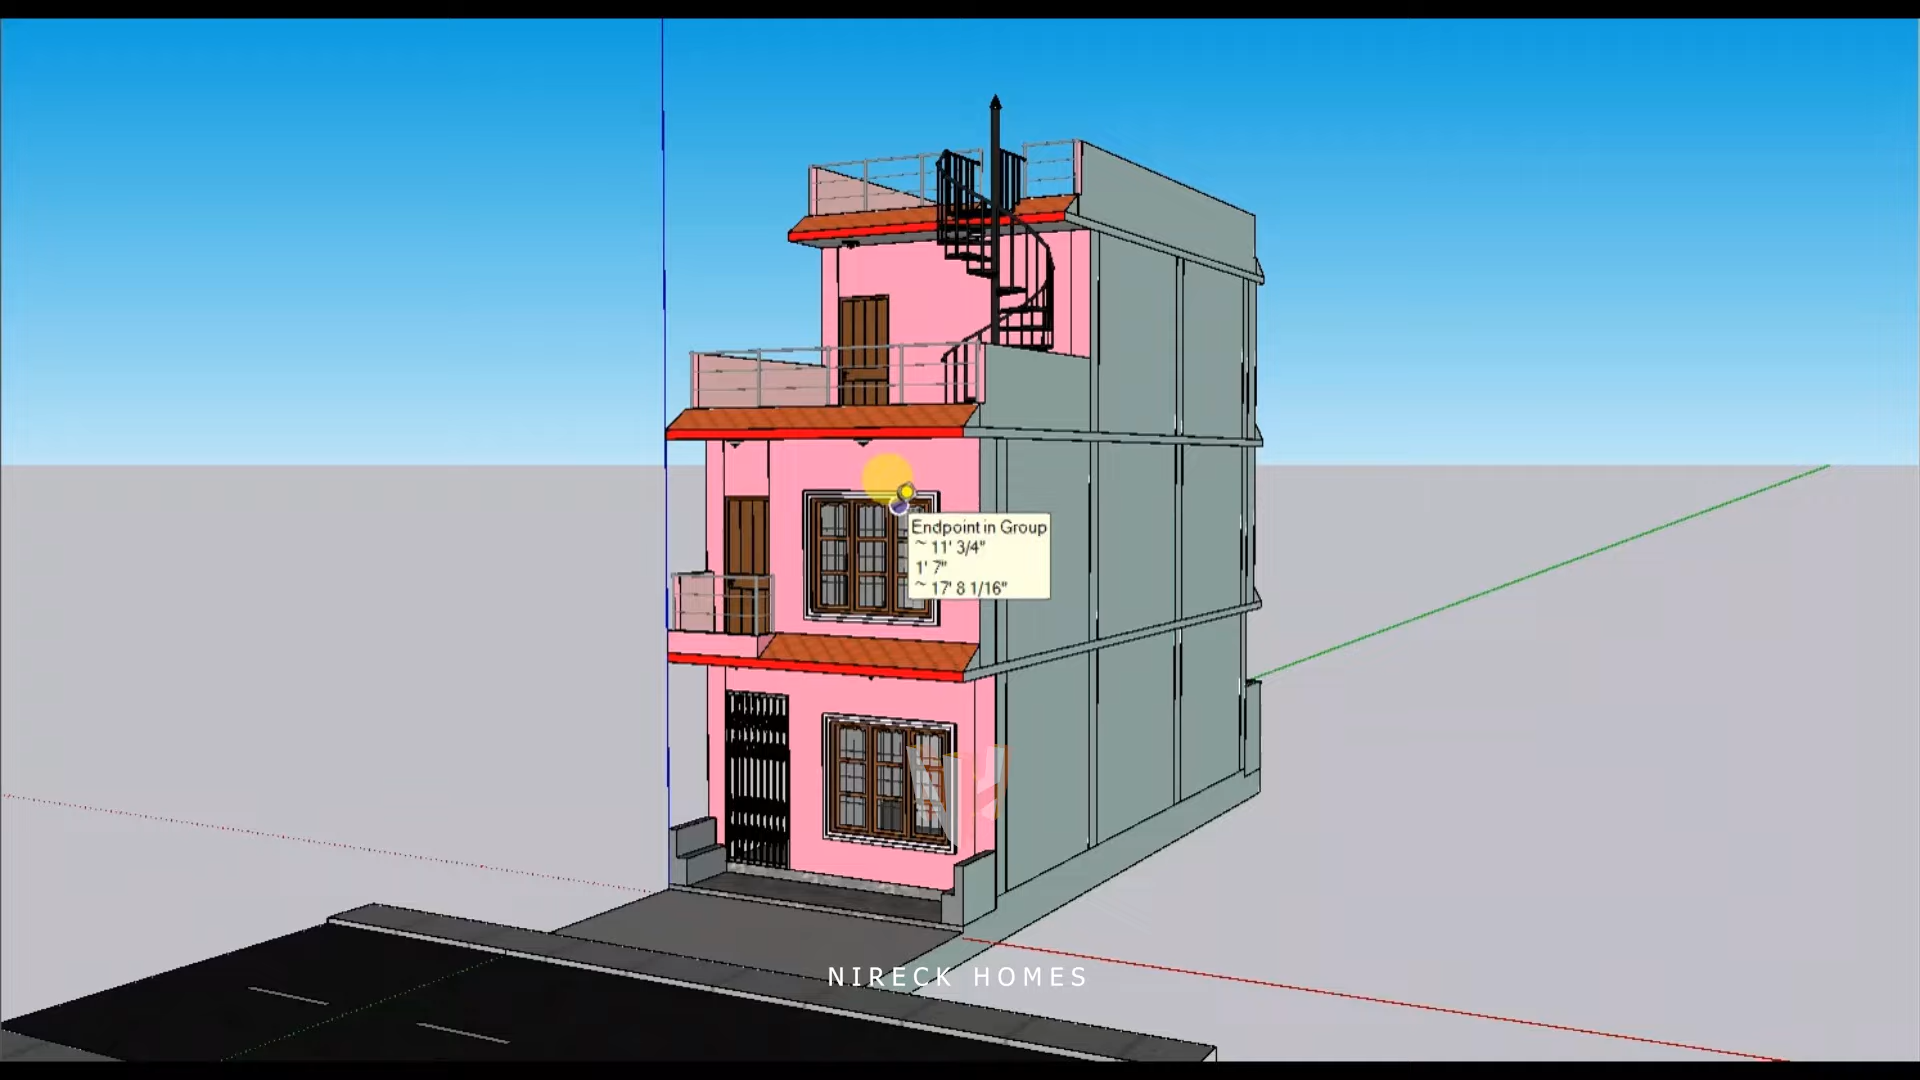 Endpoint in Group
~ 11' 3/4"
1' 7"
~ 17' 8 1/16"
NIRECK HOMES